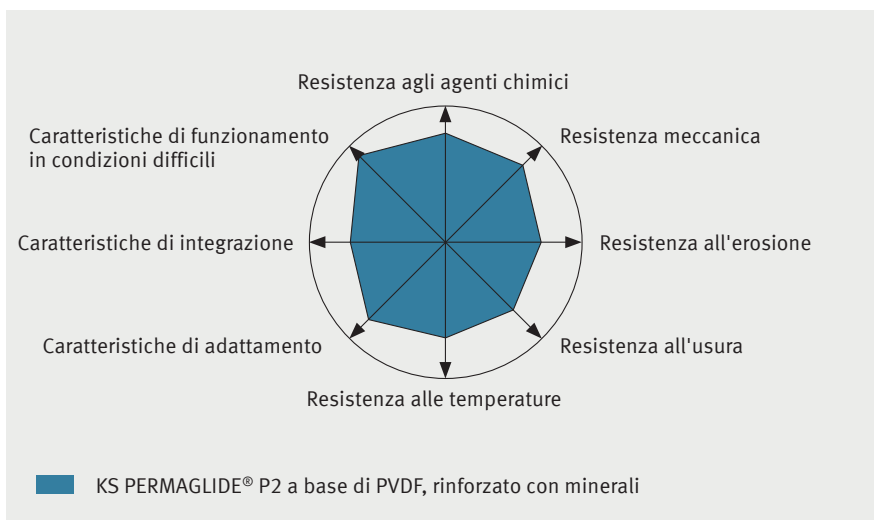 Resistenza agli agenti chimici
Caratteristiche di funzionamento
in condizioni difficili
Resistenza meccanica
Caratteristiche di integrazione
Resistenza all'erosione
Caratteristiche di adattamento
Resistenza all'usura
Resistenza alle temperature
KS PERMAGLIDE® P2 a base di PVDF, rinforzato con minerali